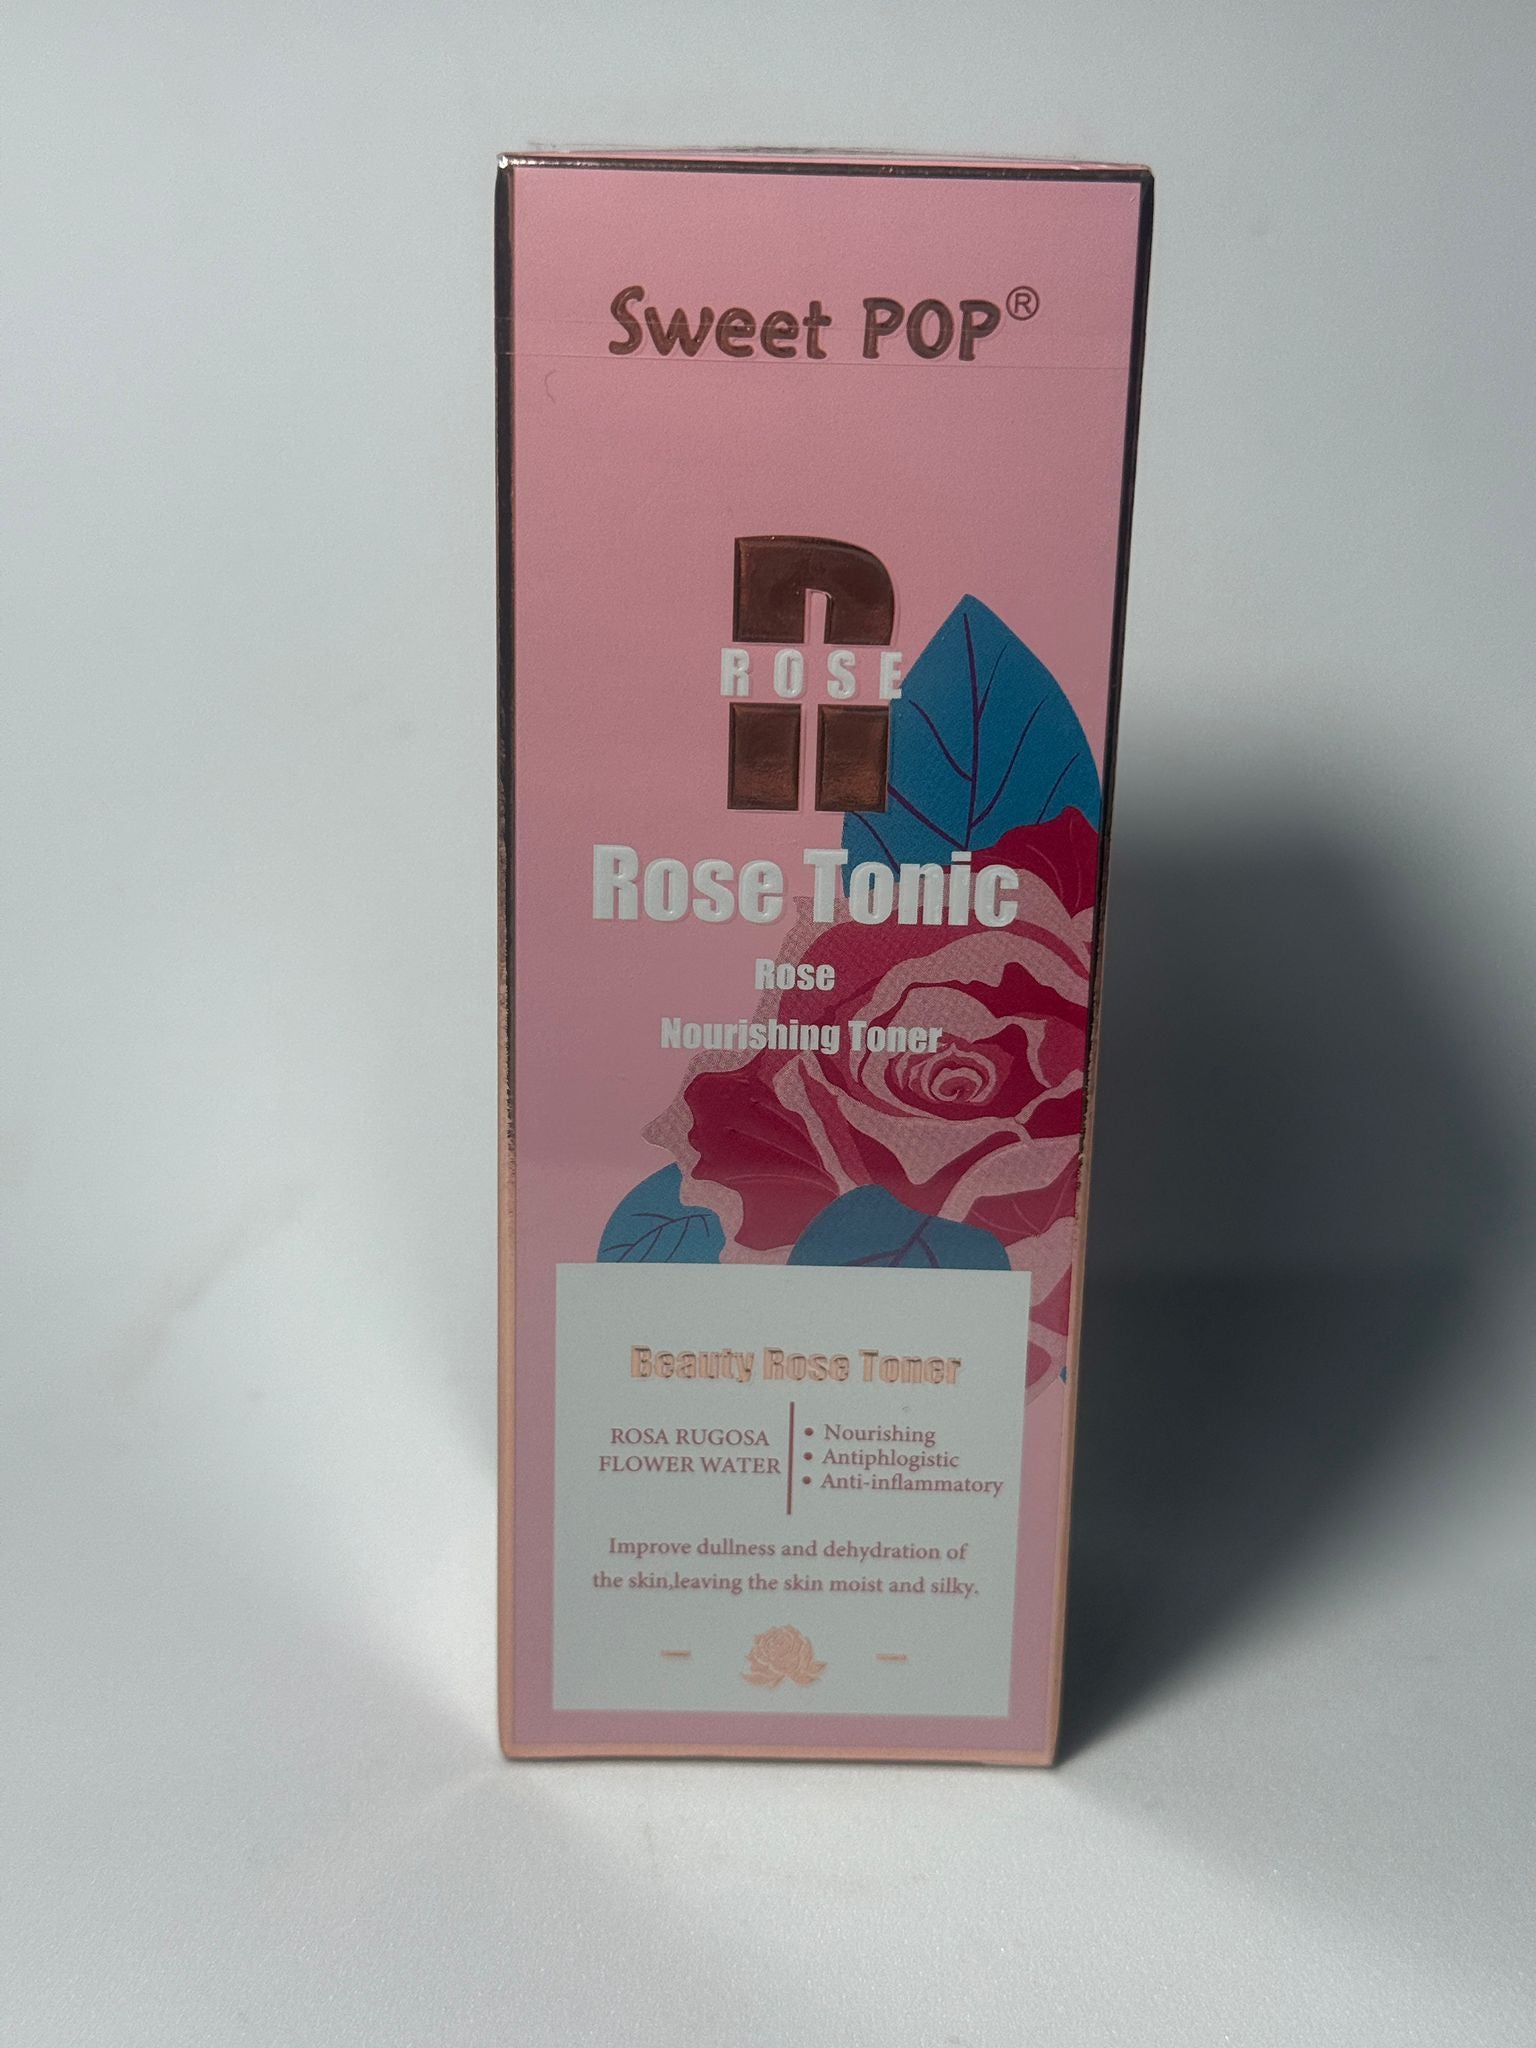 Sweet POP®
R
ROSE
Rose Tonic
Rose
Nourishing Toner
Beauty Rose Toner
ROSA RUGOSA
FLOWER WATER
• Nourishing
• Antiphlogistic
• Anti-inflammatory
Improve dullness and dehydration of
the skin,leaving the skin moist and silky.